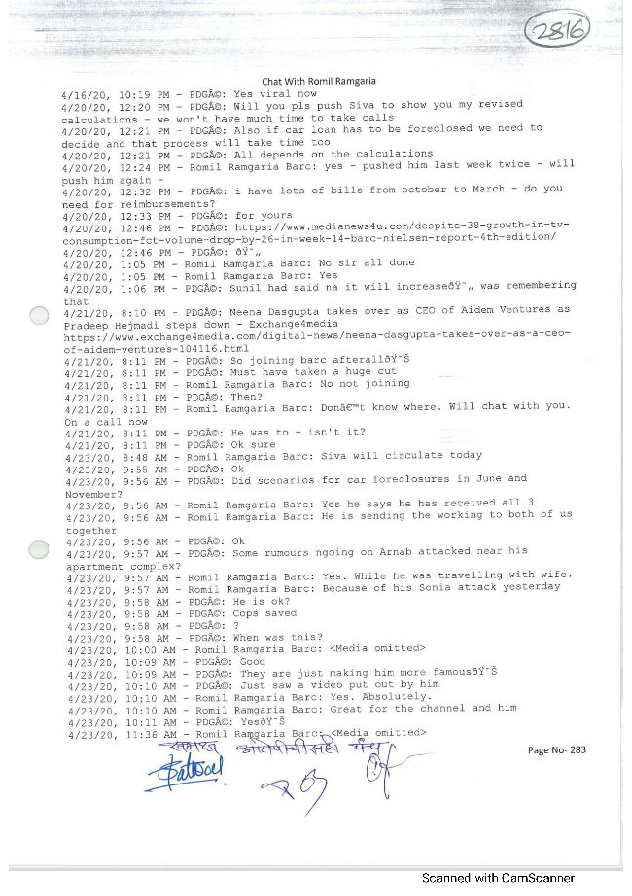 2816
Chat With Romil Ramgaria
4/16/20, 10:19 PM - PDGÂ©: Yes viral now
4/20/20, 12:20 PM - PDGÂ©: Will you pls push Siva to show you my revised
calculations - we won't have much time to take calls
4/20/20, 12:21 PM - PDGÂ©: Also if car loan has to be foreclosed we need to
decide and that process will take time too
4/20/20, 12:21 PM - PDGÂ©: All depends on the calculations
4/20/20, 12:24 PM - Romil Ramgaria Barc: yes - pushed him last week twice - will
push him again -
4/20/20, 12:32 PM - PDGÂ©: i have lots of bills from october to March - do you
need for reimbursements?
4/20/20, 12:33 PM - PDGÂ©: for yours
4/20/20, 12:46 PM - PDGÂ©: https://www.medianews4u.com/despite-38-growth-in-tv-
consumption-fct-volume-drop-by-26-in-week-14-barc-nielsen-report-4th-edition/
4/20/20, 12:46 PM - PDGÂ©: ðŸ˜„
4/20/20, 1:05 PM - Romil Ramgaria Barc: No sir all done
4/20/20, 1:05 PM - Romil Ramgaria Barc: Yes
4/20/20, 1:06 PM - PDGÂ©: Sunil had said na it will increaseðŸ˜„ was remembering
that
4/21/20, 8:10 PM - PDGÂ©: Neena Dasgupta takes over as CEO of Aidem Ventures as
Pradeep Hejmadi steps down - Exchange4media
https://www.exchange4media.com/digital-news/neena-dasgupta-takes-over-as-a-ceo-
of-aidem-ventures-104116.html
4/21/20, 8:11 PM - PDGÂ©: So joining barc afterallðŸ˜Š
4/21/20, 8:11 PM - PDGÂ©: Must have taken a huge cut
4/21/20, 8:11 PM - Romil Ramgaria Barc: No not joining
4/21/20, 8:11 PM - PDGÂ©: Then?
4/21/20, 8:11 PM - Romil Ramgaria Barc: Donâ€™t know where. Will chat with you.
On a call now
4/21/20, 8:11 PM - PDGÂ©: He was to - isn't it?
4/21/20, 8:11 PM - PDGÂ©: Ok sure
4/23/20, 8:48 AM - Romil Ramgaria Barc: Siva will circulate today
4/23/20, 9:55 AM - PDGÂ©: Ok
4/23/20, 9:56 AM - PDGÂ©: Did scenarios for car foreclosures in June and
November?
4/23/20, 9:56 AM - Romil Ramgaria Barc: Yes he says he has received all 3
4/23/20, 9:56 AM - Romil Ramgaria Barc: He is sending the working to both of us
together
4/23/20, 9:56 AM - PDGÂ©: Ok
4/23/20, 9:57 AM - PDGÂ©: Some rumours ngoing on Arnab attacked near his
apartment complex?
4/23/20, 9:57 AM - Romil Ramgaria Barc: Yes. While he was travelling with wife.
4/23/20, 9:57 AM - Romil Ramgaria Barc: Because of his Sonia attack yesterday
4/23/20, 9:58 AM - PDGÂ©: He is ok?
4/23/20, 9:58 AM - PDGÂ©: Cops saved
4/23/20, 9:58 AM - PDGÂ©: ?
4/23/20, 9:58 AM - PDGÂ©: When was this?
4/23/20, 10:00 AM - Romil Ramgaria Barc: <Media omitted>
4/23/20, 10:09 AM - PDGÂ©: Good
4/23/20, 10:09 AM - PDGÂ©: They are just making him more famousðŸ˜Š
4/23/20, 10:10 AM - PDGÂ©: Just saw a video put out by him
4/23/20, 10:10 AM - Romil Ramgaria Barc: Yes. Absolutely.
4/23/20, 10:10 AM - Romil Ramgaria Barc: Great for the channel and him
4/23/20, 10:11 AM - PDGÂ©: YesðŸ˜Š
4/23/20, 11:36 AM - Romil Ramgaria Barc: <Media omitted>
समक्ष आरोपीची सही
Page No- 283
Scanned with CamScanner